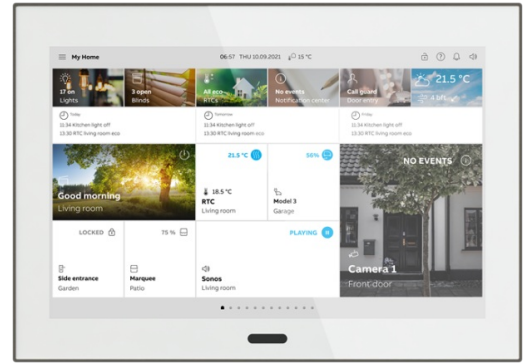 My Home
06:57 THU 10.09.2021 15 °C
17 on
Lights
3 open
Blinds
All eco
RTCs
No events
Notification center
Call guard
Door entry
21.5 °C
4 bft
Today
11:34 Kitchen light off
13:30 RTC living room eco
Tomorrow
11:34 Kitchen light off
13:30 RTC living room eco
Friday
11:34 Kitchen light off
13:30 RTC living room eco
Good morning
Living room
21.5 °C
18.5 °C
RTC
Living room
56%
Model 3
Garage
NO EVENTS
Camera 1
Front-door
LOCKED
Side entrance
Garden
75 %
Marquee
Patio
PLAYING
Sonos
Living room